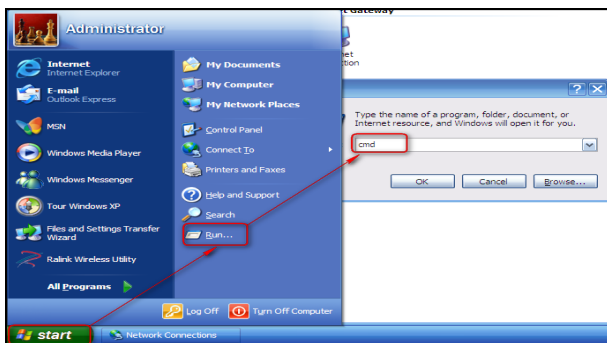 Administrator
Internet
Internet Explorer
E-mail
Outlook Express
MSN
Windows Media Player
Windows Messenger
Tour Windows XP
Files and Settings Transfer
Wizard
Ralink Wireless Utility
All Programs
My Documents
My Computer
My Network Places
Control Panel
Connect To
Printers and Faxes
Help and Support
Search
Run...
Log Off
Turn Off Computer
start
Network Connections
Gateway
Type the name of a program, folder, document, or
Internet resource, and Windows will open it for you.
cmd
OK
Cancel
Browse...